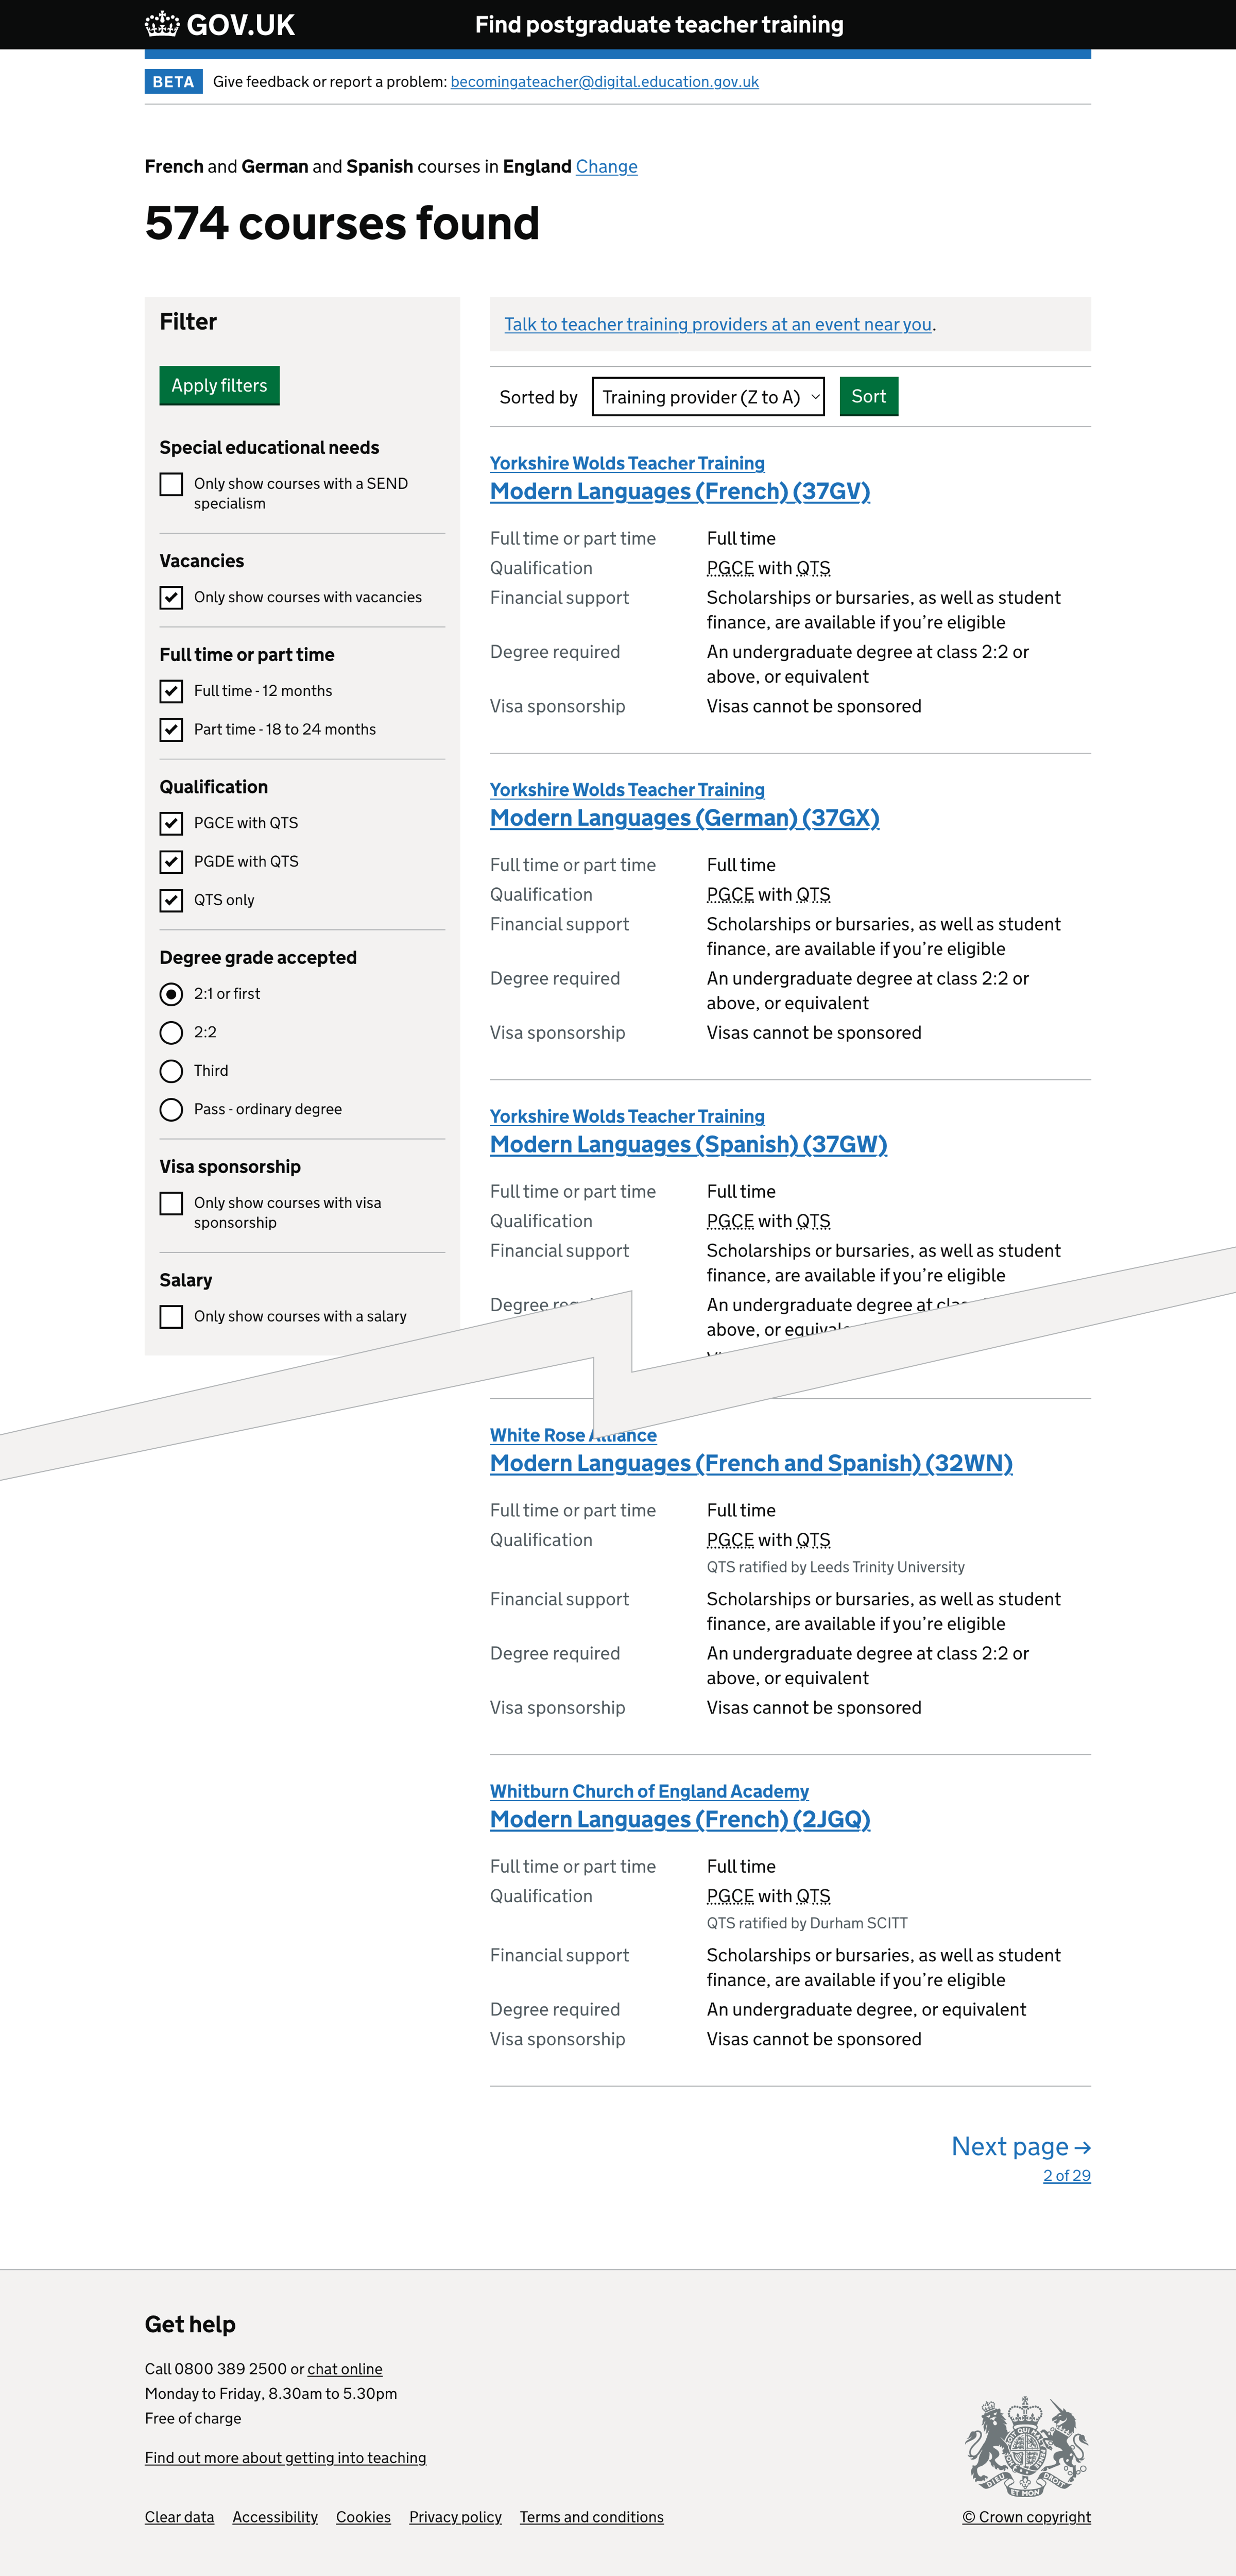 GOV.UK
Find postgraduate teacher training
BETA
Give feedback or report a problem: becomingateacher@digital.education.gov.uk
French and German and Spanish courses in England Change
574 courses found
Filter
Apply filters
Special educational needs
Only show courses with a SEND
specialism
Vacancies
Only show courses with vacancies
Full time or part time
Full time - 12 months
Part time - 18 to 24 months
Qualification
PGCE with QTS
PGDE with QTS
QTS only
Degree grade accepted
2:1 or first
2:2
Third
Pass - ordinary degree
Visa sponsorship
Only show courses with visa
sponsorship
Salary
Only show courses with a salary
Talk to teacher training providers at an event near you.
Sorted by Training provider (Z to A) Sort
Yorkshire Wolds Teacher Training
Modern Languages (French) (37GV)
Full time or part time Full time
Qualification PGCE with QTS
Financial support Scholarships or bursaries, as well as student
finance, are available if you’re eligible
Degree required An undergraduate degree at class 2:2 or
above, or equivalent
Visa sponsorship Visas cannot be sponsored
Yorkshire Wolds Teacher Training
Modern Languages (German) (37GX)
Full time or part time Full time
Qualification PGCE with QTS
Financial support Scholarships or bursaries, as well as student
finance, are available if you’re eligible
Degree required An undergraduate degree at class 2:2 or
above, or equivalent
Visa sponsorship Visas cannot be sponsored
Yorkshire Wolds Teacher Training
Modern Languages (Spanish) (37GW)
Full time or part time Full time
Qualification PGCE with QTS
Financial support Scholarships or bursaries, as well as student
finance, are available if you’re eligible
Degree An undergraduate degree at
above, or
White Rose Alliance
Modern Languages (French and Spanish) (32WN)
Full time or part time Full time
Qualification PGCE with QTS
QTS ratified by Leeds Trinity University
Financial support Scholarships or bursaries, as well as student
finance, are available if you’re eligible
Degree required An undergraduate degree at class 2:2 or
above, or equivalent
Visa sponsorship Visas cannot be sponsored
Whitburn Church of England Academy
Modern Languages (French) (2JGQ)
Full time or part time Full time
Qualification PGCE with QTS
QTS ratified by Durham SCITT
Financial support Scholarships or bursaries, as well as student
finance, are available if you’re eligible
Degree required An undergraduate degree, or equivalent
Visa sponsorship Visas cannot be sponsored
Next page →
2 of 29
Get help
Call 0800 389 2500 or chat online
Monday to Friday, 8.30am to 5.30pm
Free of charge
Find out more about getting into teaching
DIEU ET MON DROIT
Clear data Accessibility Cookies Privacy policy Terms and conditions
© Crown copyright